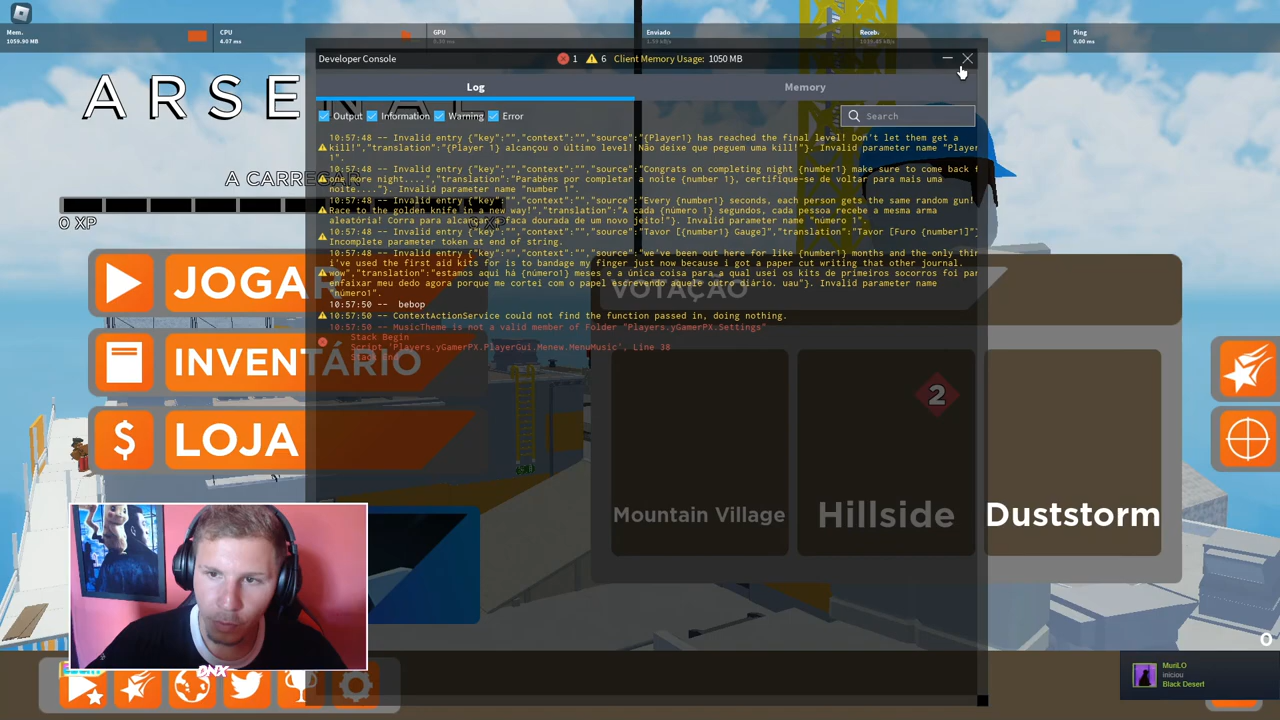 Mem.
1059.90 MB
CPU
4.07 ms
GPU
Enviado
Receb.
Ping
0.00 ms
Developer Console
1
6
Client Memory Usage: 1050 MB
Log
Memory
Output
Information
Warning
Error
Search
ARSENAL
A CARREGAR
0 XP
10:57:48 -- Invalid entry {"key":"","context":"","source":"{Player1} has reached the final level! Don't let them get a
kill!","translation":"{Player 1} alcançou o último level! Não deixe que peguem uma kill!"}. Invalid parameter name "Player
1".
10:57:48 -- Invalid entry {"key":"","context":"","source":"Congrats on completing night {number1} make sure to come back f
one more night....","translation":"Parabéns por completar a noite {number 1}, certifique-se de voltar para mais uma
noite...."}. Invalid parameter name "number 1".
10:57:48 -- Invalid entry {"key":"","context":"","source":"Every {number1} seconds, each person gets the same random gun!
Race to the golden knife in a new way!","translation":"A cada {número 1} segundos, cada pessoa recebe a mesma arma
aleatória! Corra para alcançar a faca dourada de um novo jeito!"}. Invalid parameter name "número 1".
10:57:48 -- Invalid entry {"key":"","context":"","source":"Tavor [{number1} Gauge]","translation":"Tavor [Furo {number1]"}
Incomplete parameter token at end of string.
10:57:48 -- Invalid entry {"key":"","context":"","source":"we've been out here for like {number1} months and the only thin
i've used the first aid kits for is to bandage my finger just now because i got a paper cut writing that other journal.
wow","translation":"estamos aqui há {número1} meses e a única coisa para a qual usei os kits de primeiros socorros foi par
enfaixar meu dedo agora porque me cortei com o papel escrevendo aquele outro diário. uau"}. Invalid parameter name
"número1".
10:57:50 -- bebop
10:57:50 -- ContextActionService could not find the function passed in, doing nothing.
10:57:50 -- MusicTheme is not a valid member of Folder "Players.yGamerPX.Settings"
Stack Begin
Script 'Players.yGamerPX.PlayerGui.Menew.MenuMusic', Line 38
Stack End
JOGAR
INVENTÁRIO
$
LOJA
VOTAÇÃO
2
Mountain Village
Hillside
Duststorm
DNX
0
MuriLO
iniciou
Black Desert